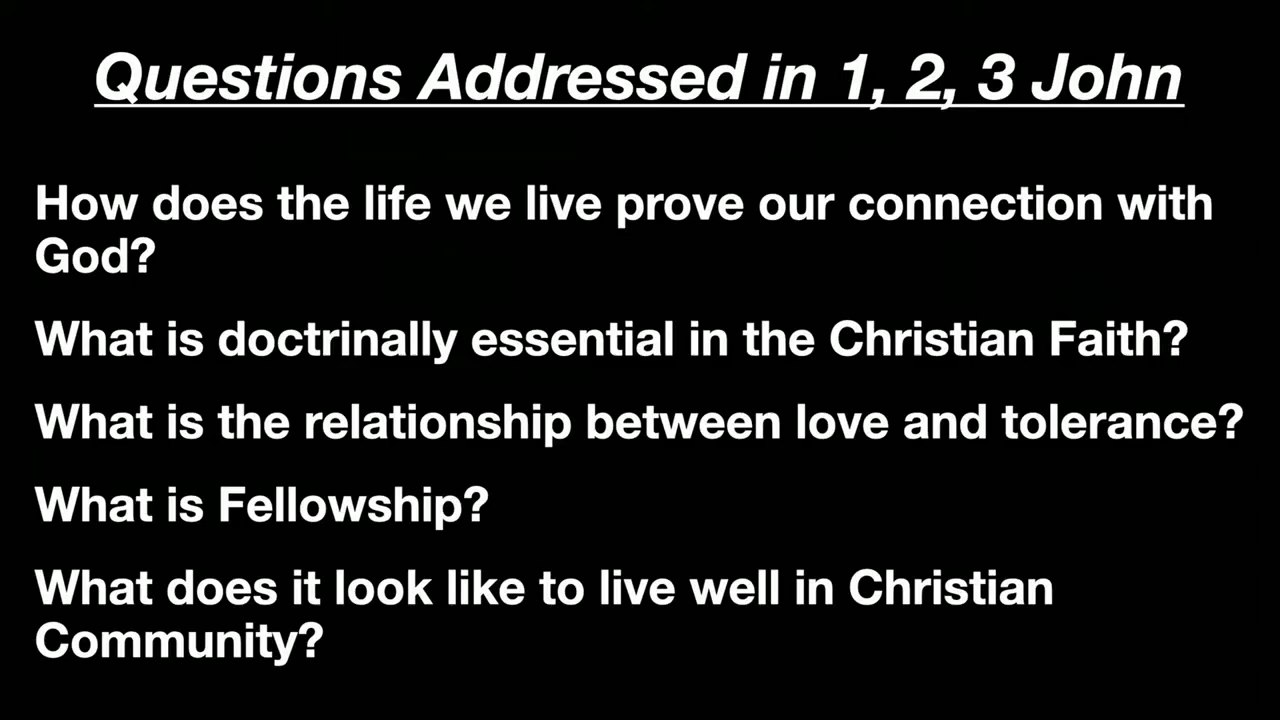 Questions Addressed in 1, 2, 3 John
How does the life we live prove our connection with
God?
What is doctrinally essential in the Christian Faith?
What is the relationship between love and tolerance?
What is Fellowship?
What does it look like to live well in Christian
Community?